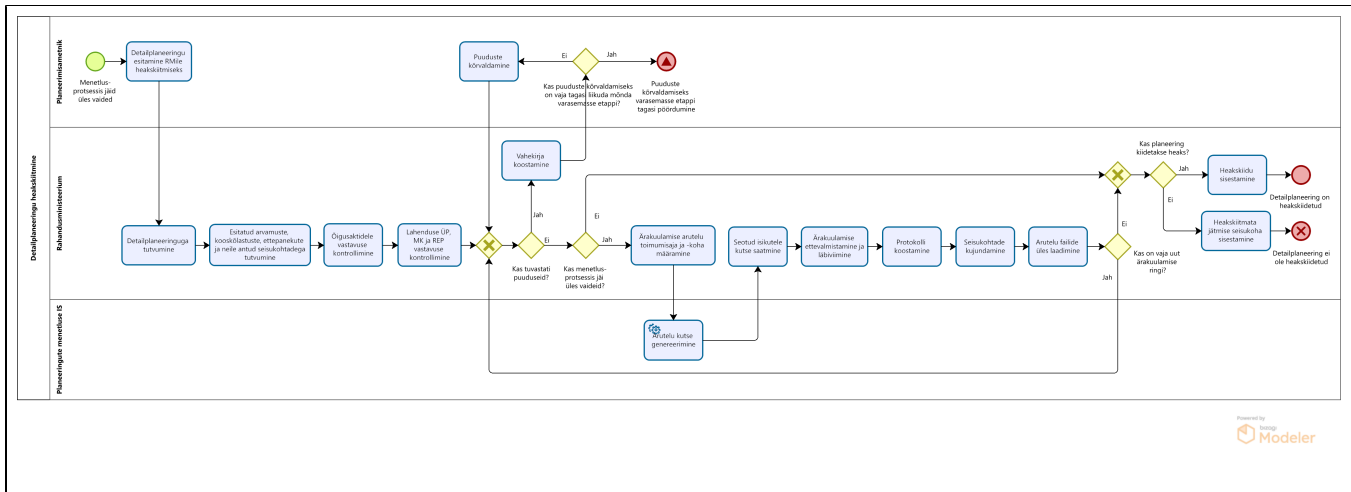 Detailplaneeringu heakskiitmine
Planeerimisametnik
Menetlus-
protsessis jäid
üles vaided
Detailplaneeringu
esitamine RMile
heakskiitmiseks
Puuduste
kõrvaldamine
Ei
Jah
Kas puuduste kõrvaldamiseks
on vaja tagasi liikuda mõnda
varasemasse etappi?
Puuduste
kõrvaldamiseks
varasemasse etappi
tagasi pöördumine
Rahandusministeerium
Detailplaneeringuga
tutvumine
Esitatud arvamuste,
kooskõlastuste, ettepanekute
ja neile antud seisukohtadega
tutvumine
Õigusaktidele
vastavuse
kontrollimine
Lahenduse ÜP,
MK ja REP
vastavuse
kontrollimine
Vahekirja
koostamine
Jah
Ei
Kas tuvastati
puuduseid?
Ei
Jah
Kas menetlus-
protsessis jäi
üles vaideid?
Ärakuulamise arutelu
toimumisaja ja -koha
määramine
Seotud isikutele
kutse saatmine
Ärakuulamise
ettevalmistamine ja
läbiviimine
Protokolli
koostamine
Seisukohtade
kujundamine
Arutelu failide
üles laadimine
Ei
Jah
Kas on vaja uut
ärakuulamise
ringi?
Kas planeering
kiidetakse heaks?
Jah
Ei
Heakskiidu
sisestamine
Detailplaneering on
heakskiidetud
Heakskiitmata
jätmise seisukoha
sisestamine
Detailplaneering ei
ole heakskiidetud
Planeeringute menetluse IS
Arutelu kutse
genereerimine
Powered by
bizagi
Modeler